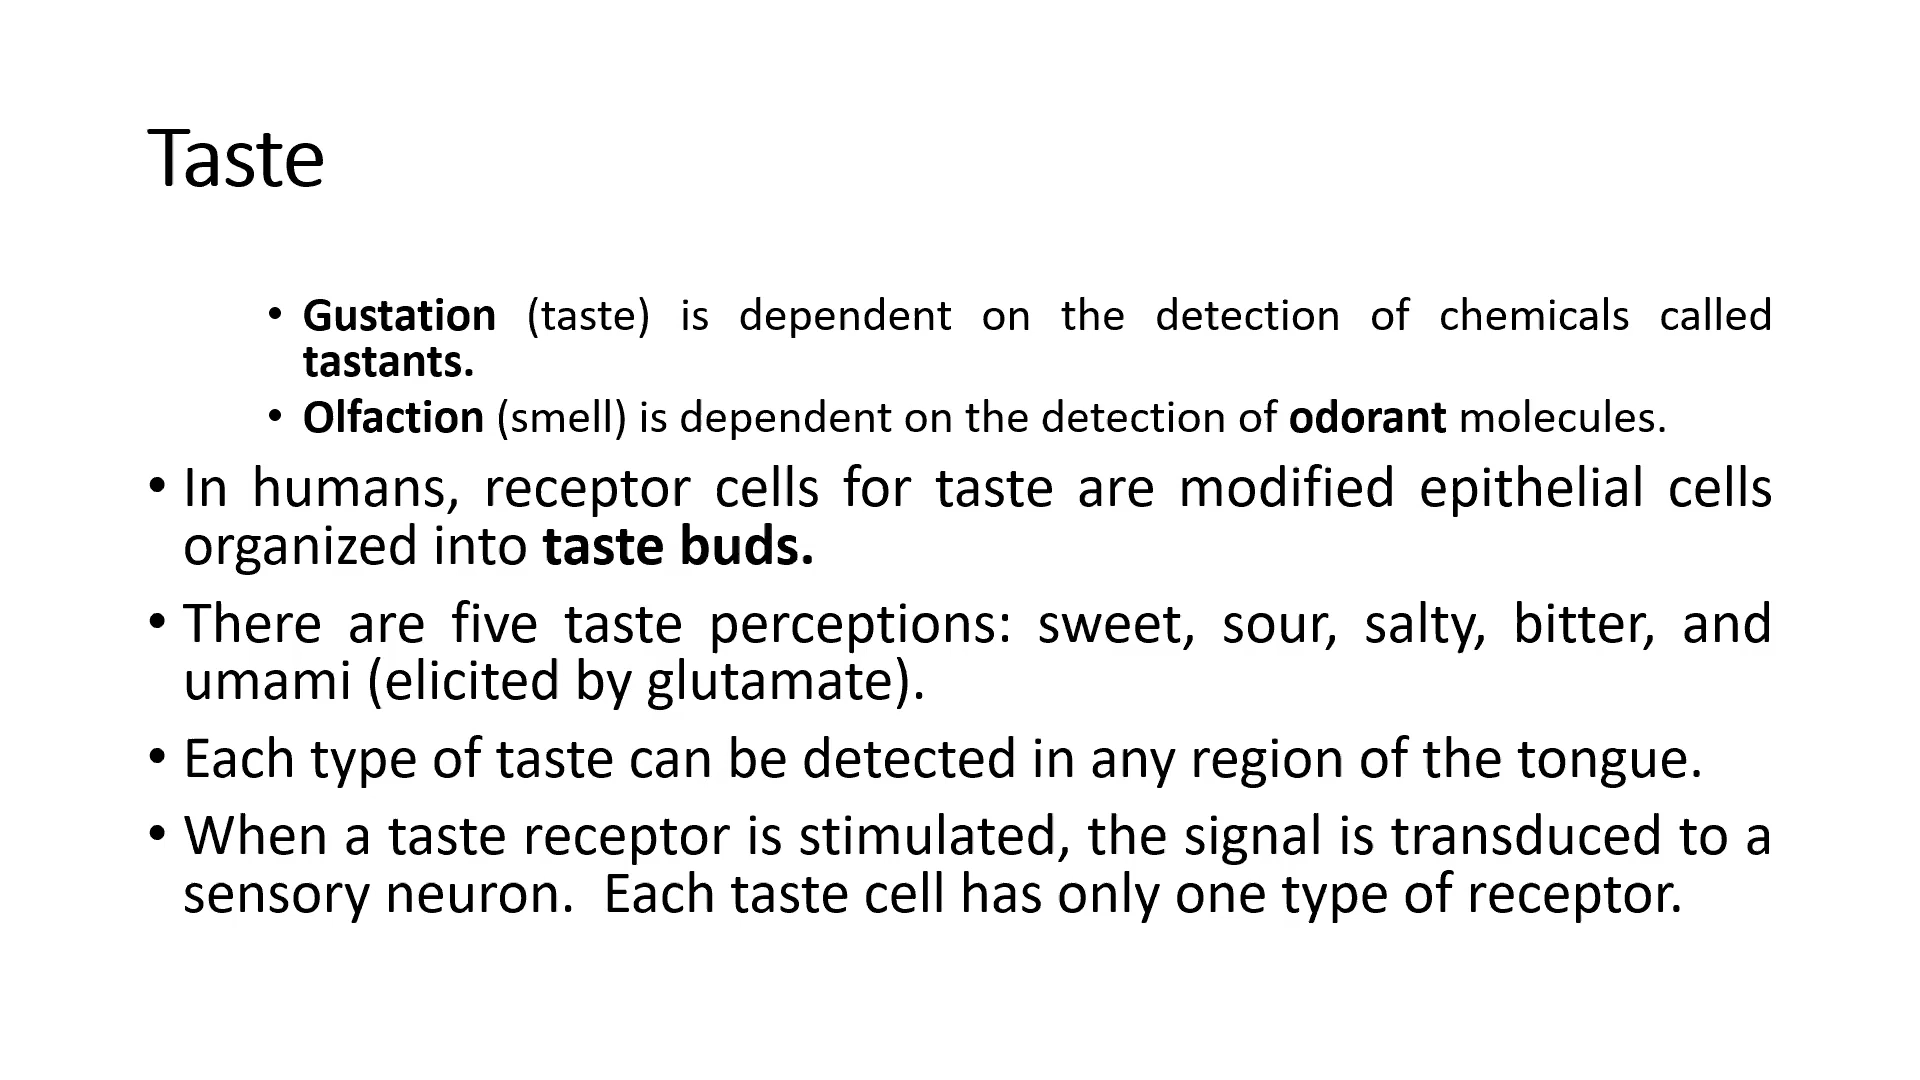 Taste
• Gustation (taste) is dependent on the detection of chemicals called
tastants.
• Olfaction (smell) is dependent on the detection of odorant molecules.
• In humans, receptor cells for taste are modified epithelial cells
organized into taste buds.
• There are five taste perceptions: sweet, sour, salty, bitter, and
umami (elicited by glutamate).
• Each type of taste can be detected in any region of the tongue.
• When a taste receptor is stimulated, the signal is transduced to a
sensory neuron.  Each taste cell has only one type of receptor.